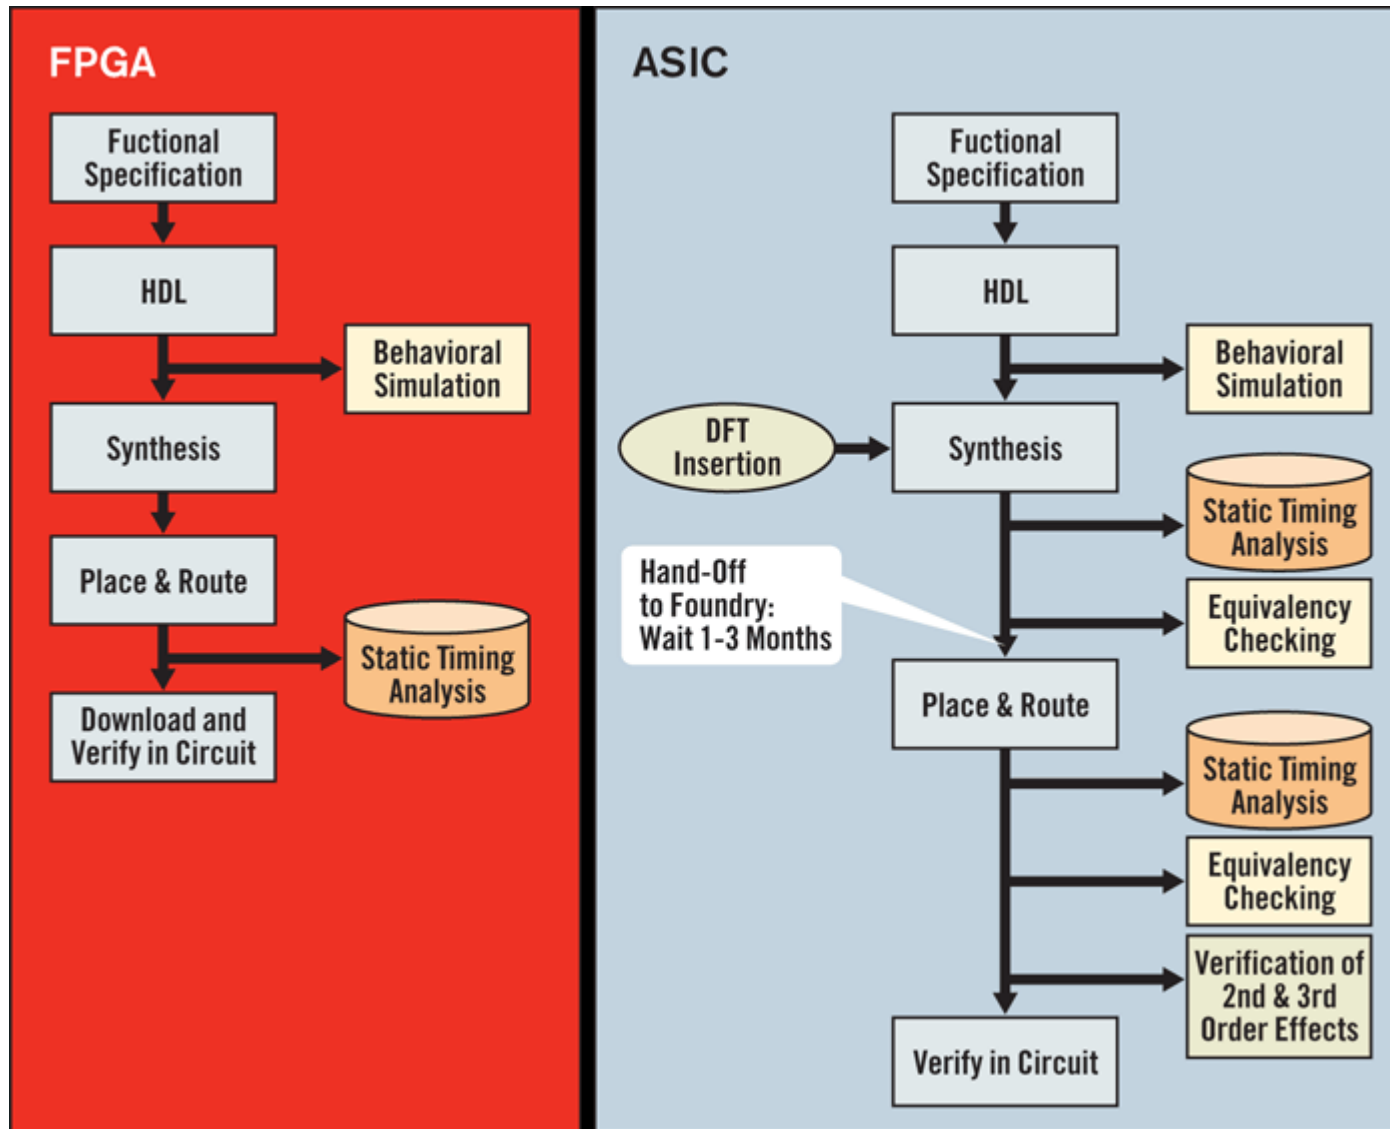 FPGA
Fuctional
Specification
HDL
Behavioral
Simulation
Synthesis
Place & Route
Static Timing
Analysis
Download and
Verify in Circuit
ASIC
Fuctional
Specification
HDL
Behavioral
Simulation
DFT
Insertion
Synthesis
Static Timing
Analysis
Hand-Off
to Foundry:
Wait 1-3 Months
Equivalency
Checking
Place & Route
Static Timing
Analysis
Equivalency
Checking
Verification of
2nd & 3rd
Order Effects
Verify in Circuit